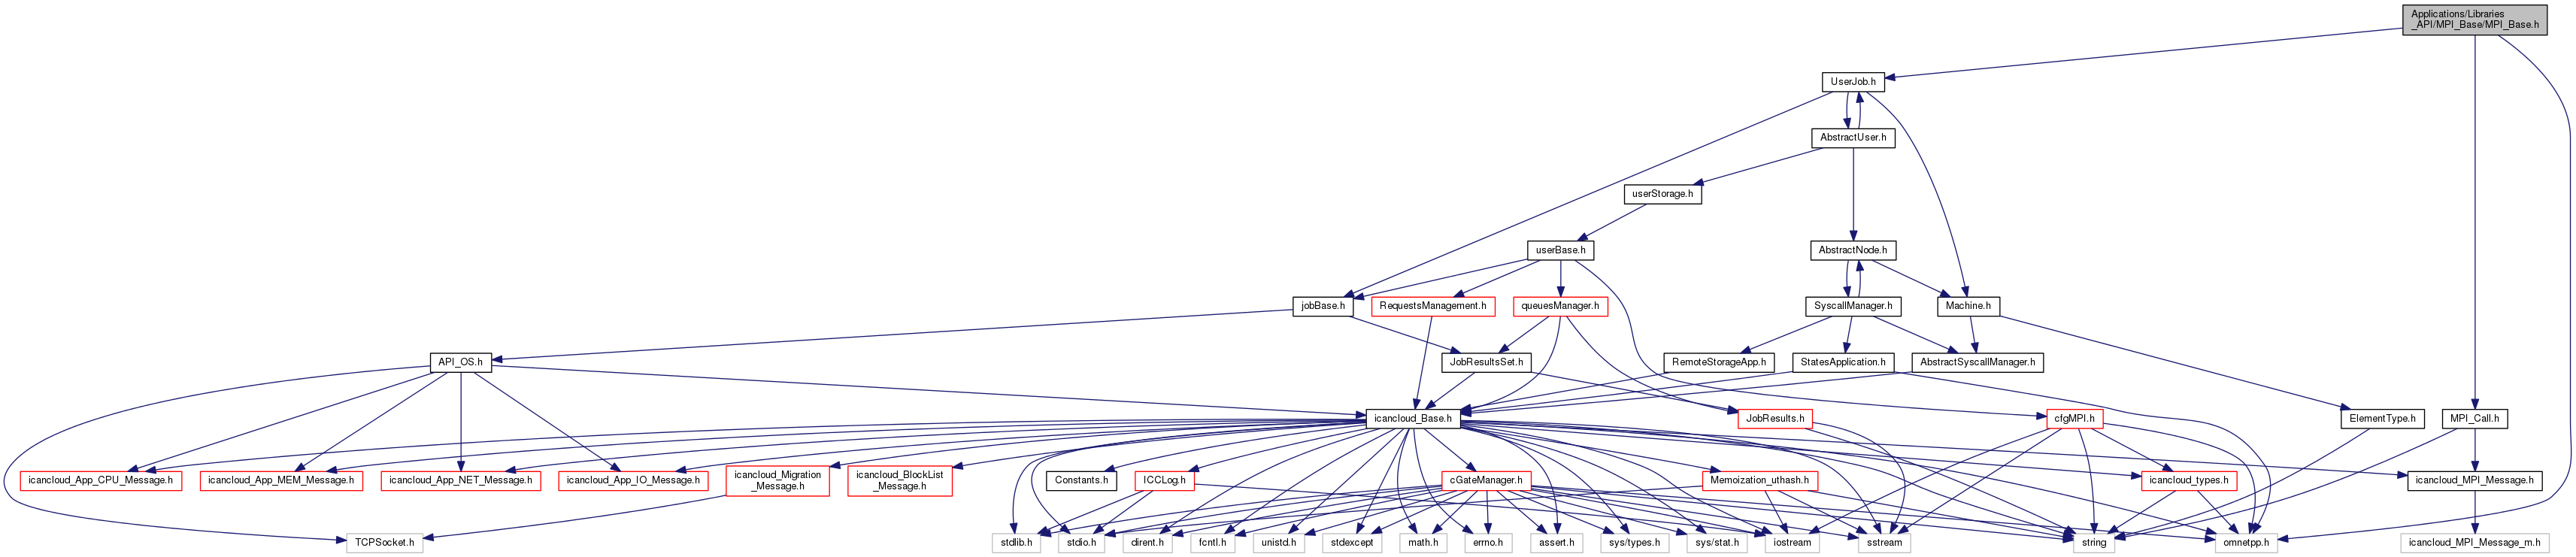 Applications/Libraries
_API/MPI_Base/MPI_Base.h
UserJob.h
AbstractUser.h
userStorage.h
userBase.h
AbstractNode.h
jobBase.h
RequestsManagement.h
queuesManager.h
SyscallManager.h
Machine.h
API_OS.h
JobResultsSet.h
RemoteStorageApp.h
StatesApplication.h
AbstractSyscallManager.h
icancloud_Base.h
JobResults.h
cfgMPI.h
ElementType.h
MPI_Call.h
icancloud_App_CPU_Message.h
icancloud_App_MEM_Message.h
icancloud_App_NET_Message.h
icancloud_App_IO_Message.h
icancloud_Migration
_Message.h
icancloud_BlockList
_Message.h
Constants.h
ICCLog.h
cGateManager.h
Memoization_uthash.h
icancloud_types.h
icancloud_MPI_Message.h
TCPSocket.h
stdlib.h
stdio.h
dirent.h
fcntl.h
unistd.h
stdexcept
math.h
errno.h
assert.h
sys/types.h
sys/stat.h
iostream
sstream
string
omnetpp.h
icancloud_MPI_Message_m.h